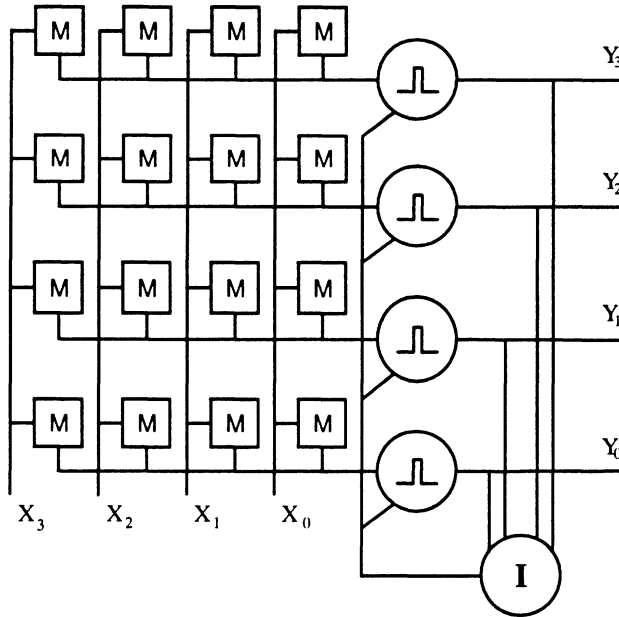 M M M M
Y₃
M M M M
Y₂
M M M M
Y₁
M M M M
Y₀
X₃ X₂ X₁ X₀
I